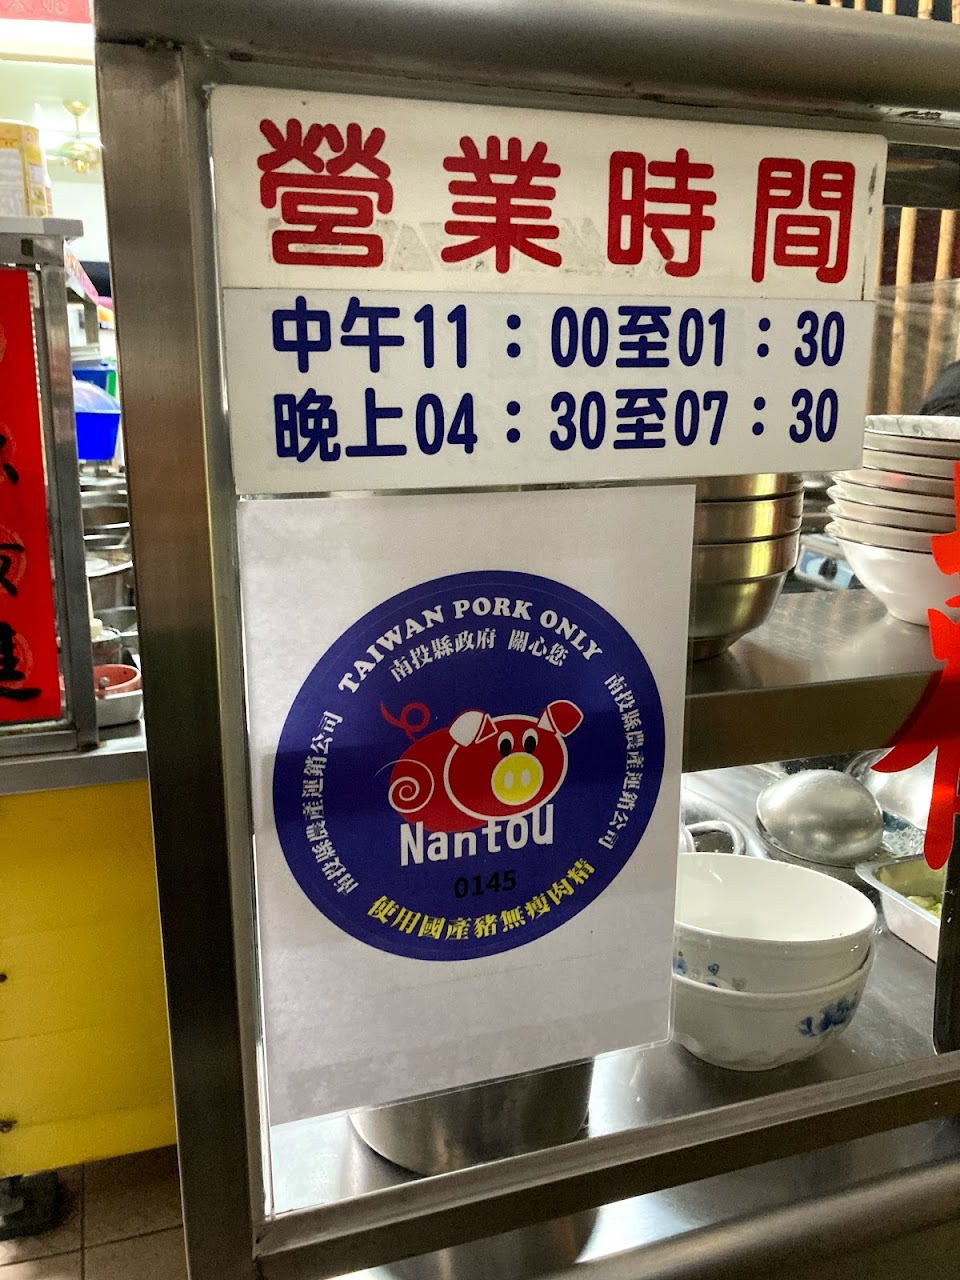 營業時間
中午11：00至01：30
晚上04：30至07：30
TAIWAN PORK ONLY
南投縣政府 關心您
南投縣農產運銷公司
南投縣農產運銷公司
Nantou
0145
使用國產豬無瘦肉精